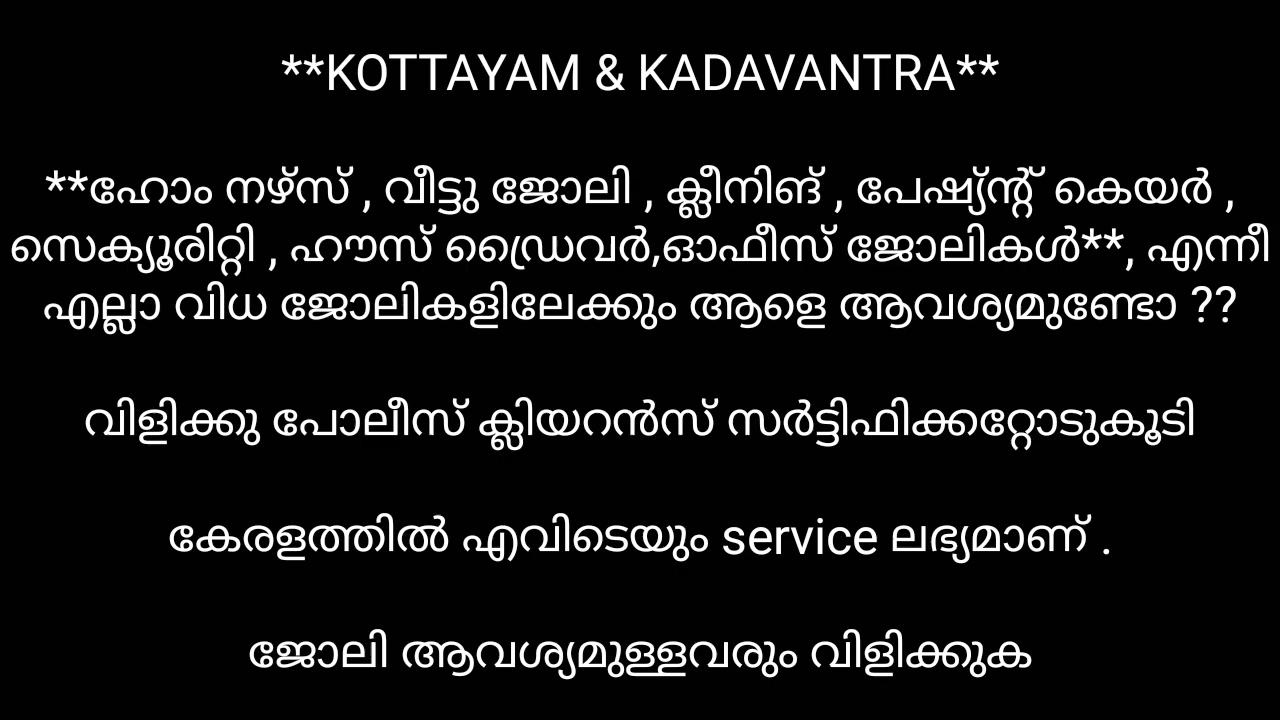 **KOTTAYAM & KADAVANTRA**
**ഹോം നഴ്സ് , വീട്ടു ജോലി , ക്ലീനിങ് , പേഷ്യ്ന്റ് കെയർ ,
സെക്യൂരിറ്റി , ഹൗസ് ഡ്രൈവർ,ഓഫീസ് ജോലികൾ**, എന്നീ
എല്ലാ വിധ ജോലികളിലേക്കും ആളെ ആവശ്യമുണ്ടോ ??
വിളിക്കു പോലീസ് ക്ലിയറൻസ് സർട്ടിഫിക്കറ്റോടുകൂടി
കേരളത്തിൽ എവിടെയും service ലഭ്യമാണ് .
ജോലി ആവശ്യമുള്ളവരും വിളിക്കുക